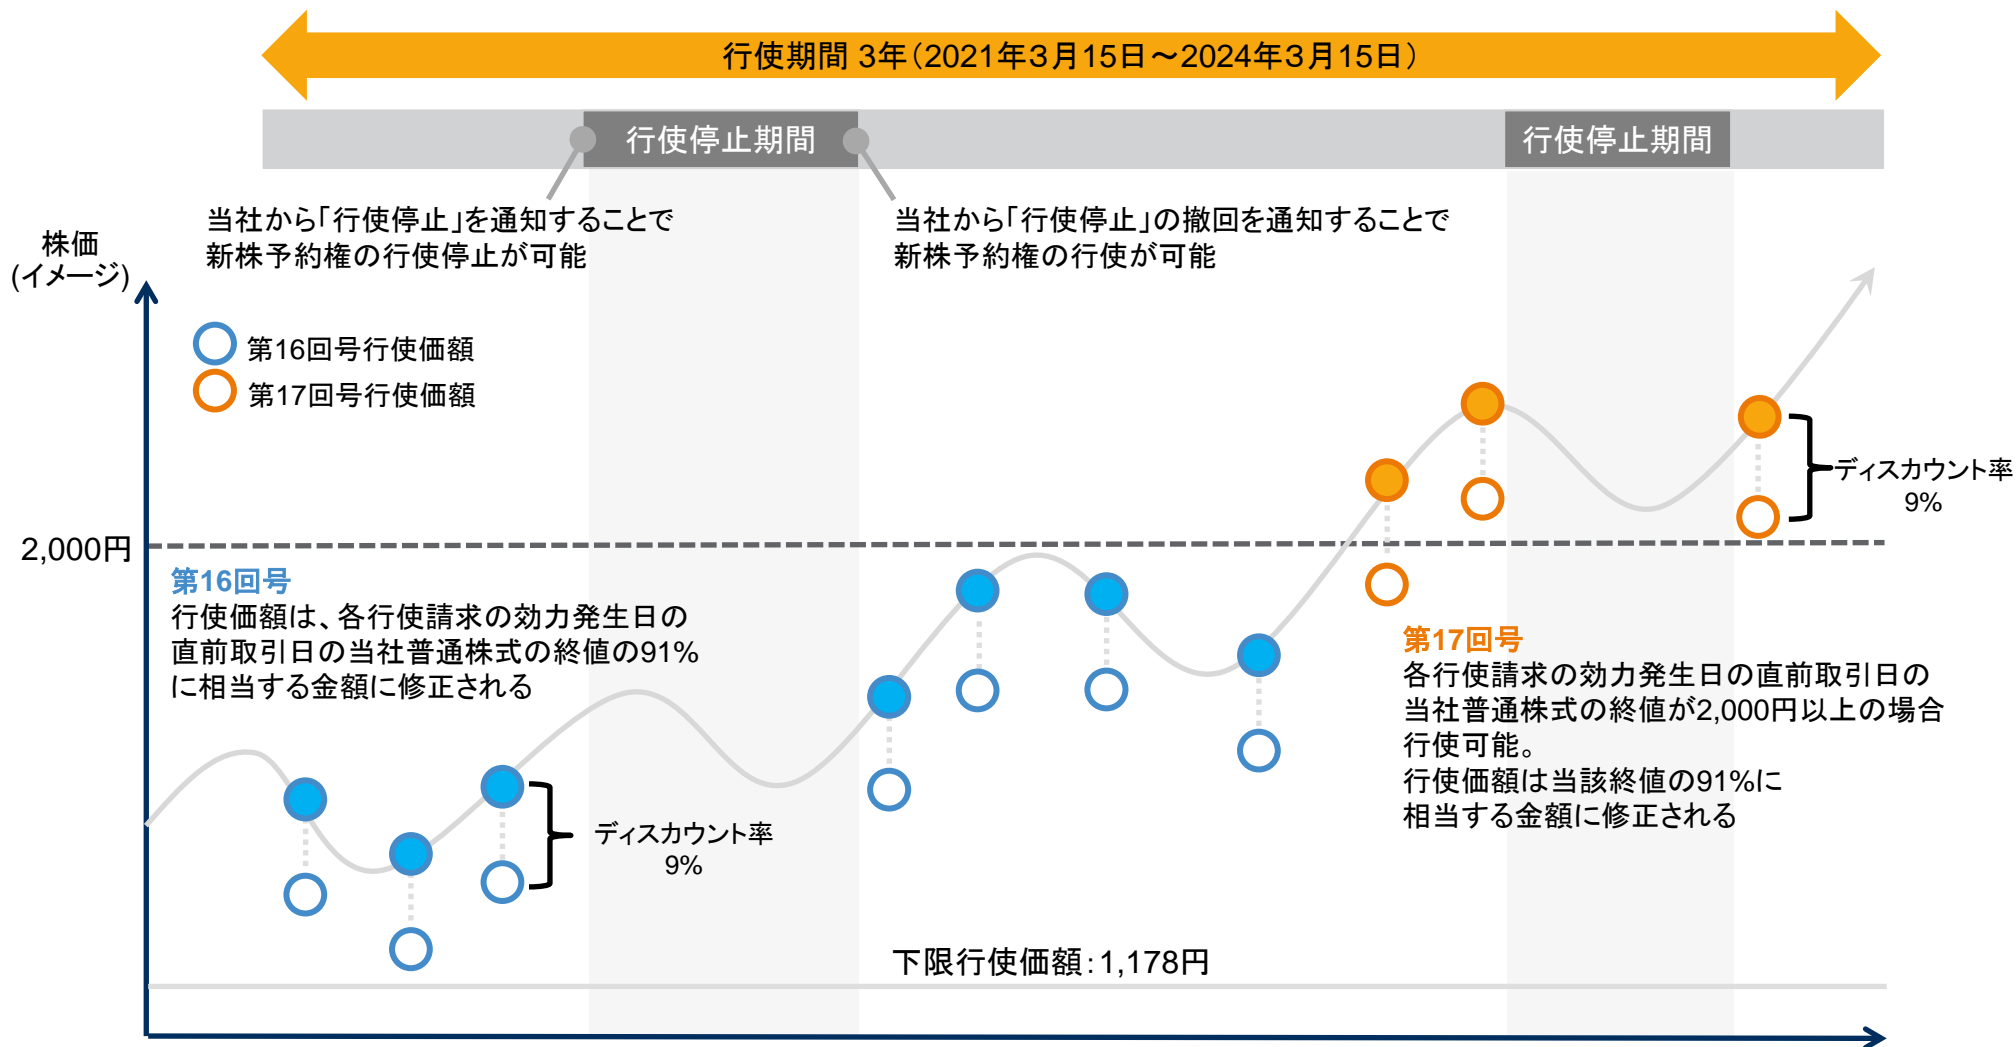 行使期間 3年（2021年3月15日～2024年3月15日）
行使停止期間
行使停止期間
当社から「行使停止」を通知することで
新株予約権の行使停止が可能
当社から「行使停止」の撤回を通知することで
新株予約権の行使が可能
株価
(イメージ)
第16回号行使価額
第17回号行使価額
ディスカウント率
9%
2,000円
第16回号
行使価額は、各行使請求の効力発生日の
直前取引日の当社普通株式の終値の91%
に相当する金額に修正される
第17回号
各行使請求の効力発生日の直前取引日の
当社普通株式の終値が2,000円以上の場合
行使可能。
行使価額は当該終値の91%に
相当する金額に修正される
ディスカウント率
9%
下限行使価額：1,178円